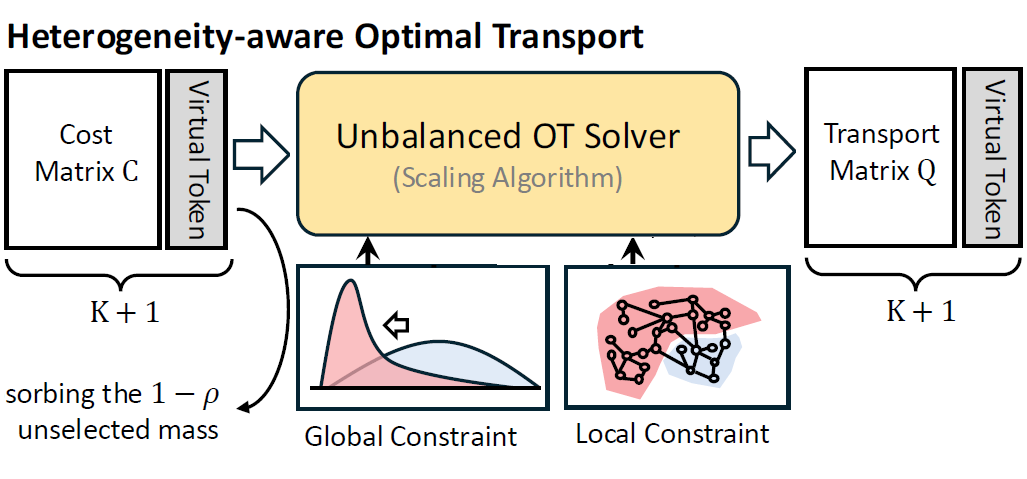 Heterogeneity-aware Optimal Transport
Cost
Matrix C
Virtual Token
Unbalanced OT Solver
(Scaling Algorithm)
Transport
Matrix Q
Virtual Token
K + 1
K + 1
sorbing the 1 − ρ
unselected mass
Global Constraint
Local Constraint